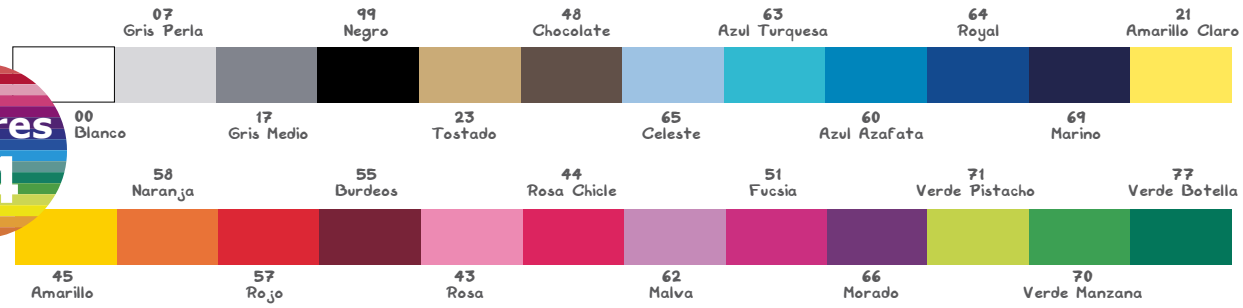 07
Gris Perla
99
Negro
48
Chocolate
63
Azul Turquesa
64
Royal
21
Amarillo Claro
res
4
00
Blanco
17
Gris Medio
23
Tostado
65
Celeste
60
Azul Azafata
69
Marino
58
Naranja
55
Burdeos
44
Rosa Chicle
51
Fucsia
71
Verde Pistacho
77
Verde Botella
45
Amarillo
57
Rojo
43
Rosa
62
Malva
66
Morado
70
Verde Manzana